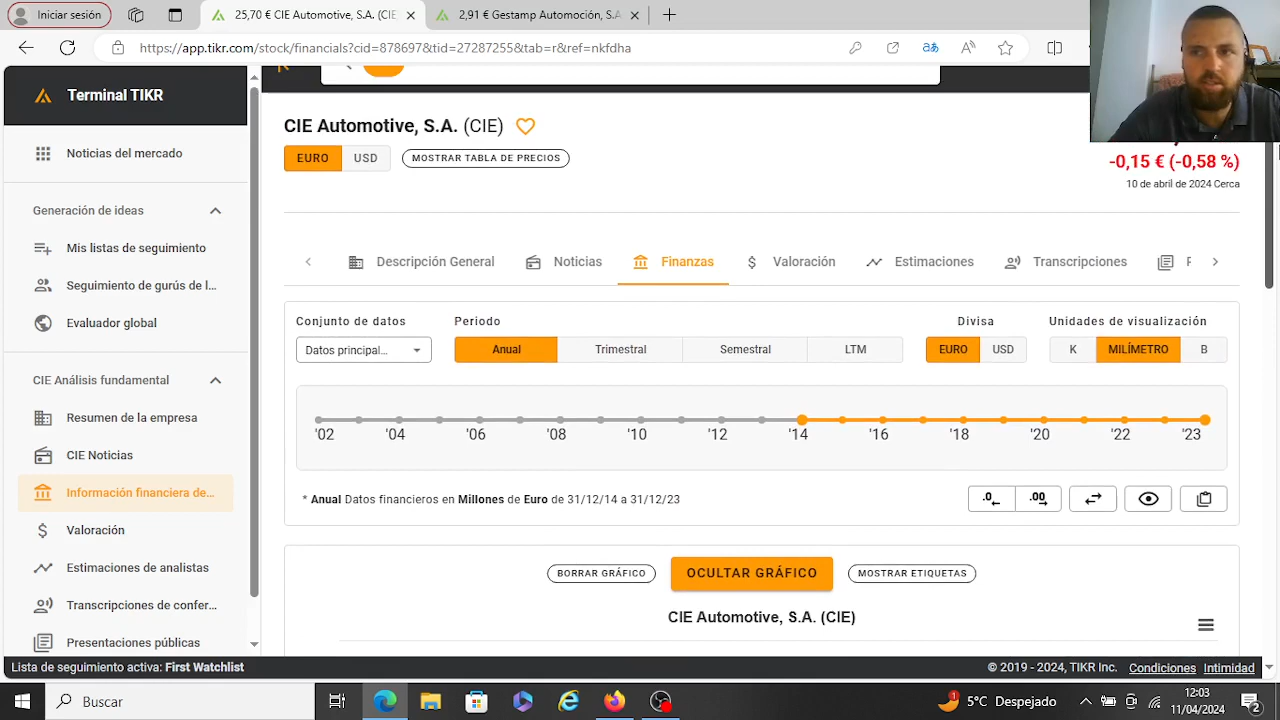 Iniciar sesión
25,70 € CIE Automotive, S.A. (CIE
2,91 € Gestamp Automoción, S.A
https://app.tikr.com/stock/financials?cid=878697&tid=27287255&tab=r&ref=nkfdha
Terminal TIKR
Noticias del mercado
Generación de ideas
Mis listas de seguimiento
Seguimiento de gurús de l...
Evaluador global
CIE Análisis fundamental
Resumen de la empresa
CIE Noticias
Información financiera de...
Valoración
Estimaciones de analistas
Transcripciones de confer...
Presentaciones públicas
CIE Automotive, S.A. (CIE)
EURO USD MOSTRAR TABLA DE PRECIOS
-0,15 € (-0,58 %)
10 de abril de 2024 Cerca
Descripción General Noticias Finanzas Valoración Estimaciones Transcripciones
Conjunto de datos Periodo Divisa Unidades de visualización
Datos principal... Anual Trimestral Semestral LTM EURO USD K MILÍMETRO B
'02 '04 '06 '08 '10 '12 '14 '16 '18 '20 '22 '23
* Anual Datos financieros en Millones de Euro de 31/12/14 a 31/12/23
.0 .00
BORRAR GRÁFICO OCULTAR GRÁFICO MOSTRAR ETIQUETAS
CIE Automotive, S.A. (CIE)
Lista de seguimiento activa: First Watchlist © 2019 - 2024, TIKR Inc. Condiciones Intimidad
Buscar
1 5°C Despejado
12:03
2